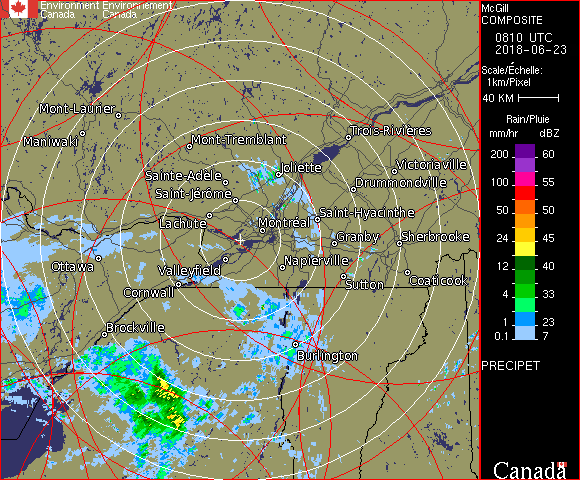 Environment Environnement
Canada Canada
McGill
COMPOSITE
0810 UTC
2018-06-23
Scale/Échelle:
1km/Pixel
40 KM
Rain/Pluie
mm/hr dBZ
200 60
100 55
50 50
24 45
12 40
4 33
1 23
0.1 7
PRECIPET
Canada
Mont-Laurier
Maniwaki
Mont-Tremblant
Trois-Rivières
Victoriaville
Joliette
Sainte-Adèle
Drummondville
Saint-Jérôme
Saint-Hyacinthe
Lachute
Montréal
Granby
Sherbrooke
Ottawa
Valleyfield
Napierville
Cornwall
Sutton
Coaticook
Brockville
Burlington